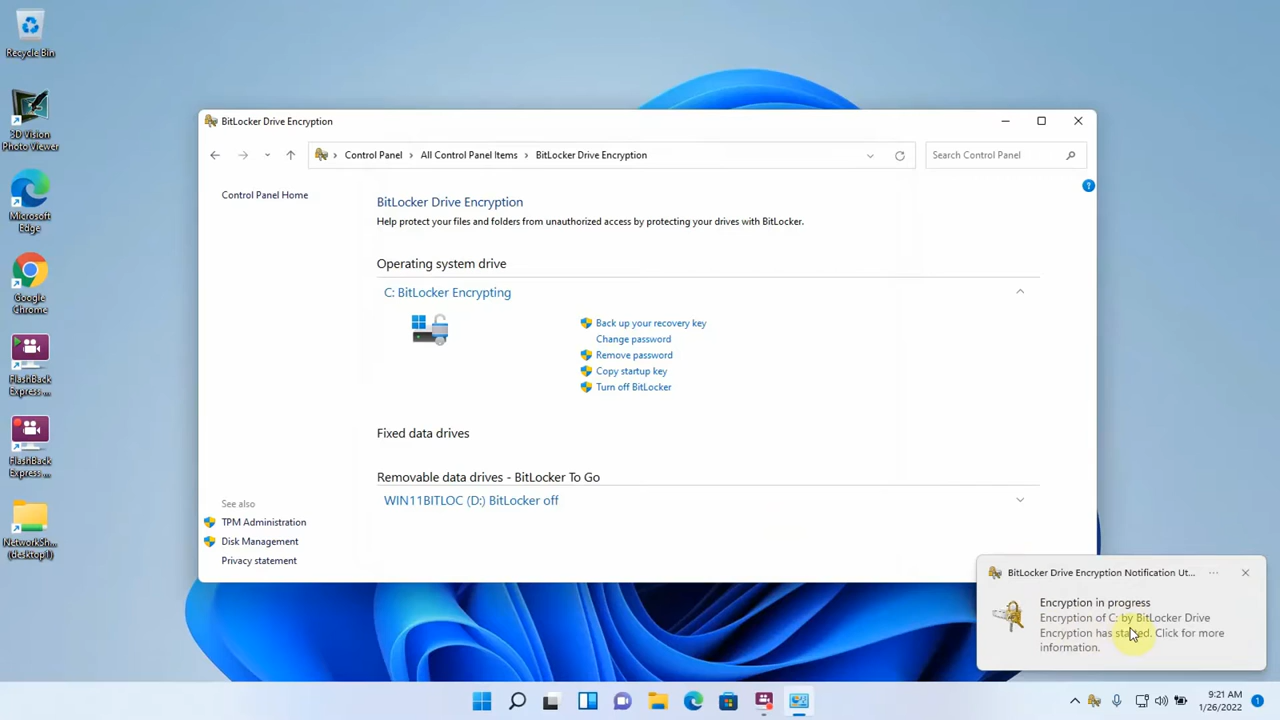 Recycle Bin
3D Vision
Photo Viewer
Microsoft
Edge
Google
Chrome
FlashBack
Express ...
FlashBack
Express ...
NetworkSh...
(desktop1)
BitLocker Drive Encryption
Control Panel
All Control Panel Items
BitLocker Drive Encryption
Search Control Panel
Control Panel Home
BitLocker Drive Encryption
Help protect your files and folders from unauthorized access by protecting your drives with BitLocker.
Operating system drive
C: BitLocker Encrypting
Back up your recovery key
Change password
Remove password
Copy startup key
Turn off BitLocker
Fixed data drives
Removable data drives - BitLocker To Go
WIN11BITLOC (D:) BitLocker off
See also
TPM Administration
Disk Management
Privacy statement
BitLocker Drive Encryption Notification Ut...
Encryption in progress
Encryption of C: by BitLocker Drive
Encryption has started. Click for more
information.
9:21 AM
1/26/2022
1